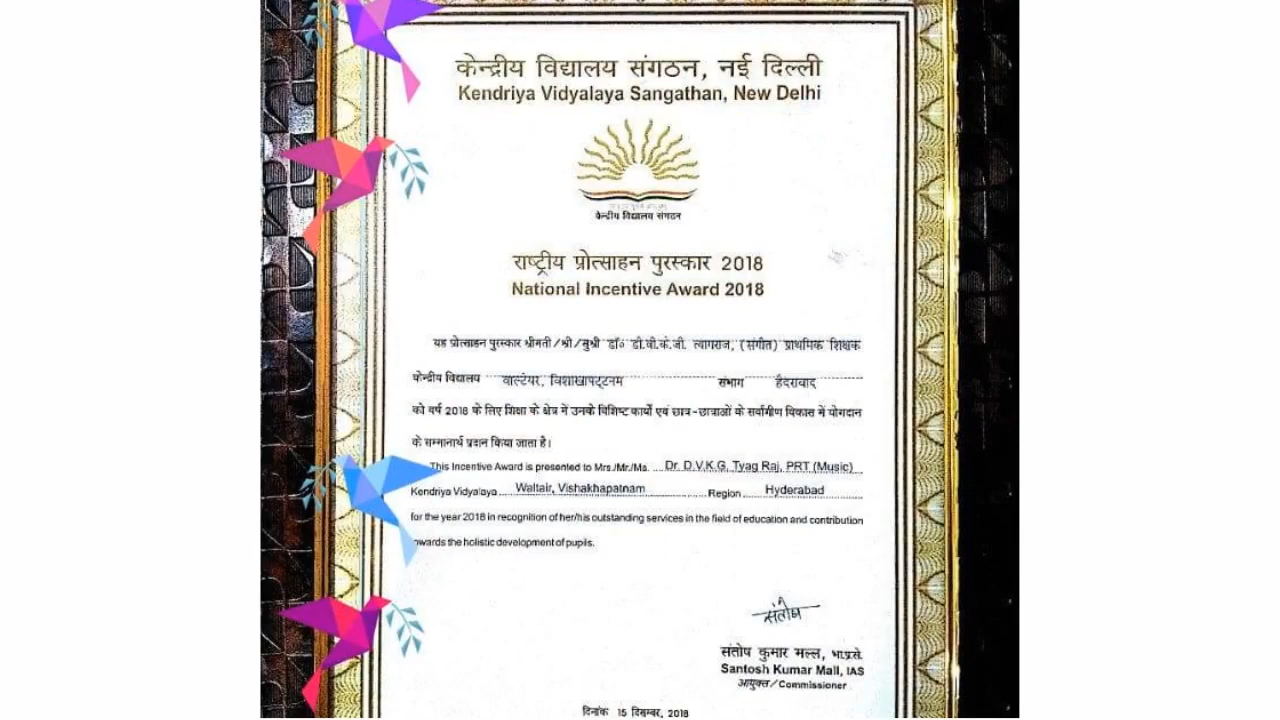 केन्द्रीय विद्यालय संगठन, नई दिल्ली
Kendriya Vidyalaya Sangathan, New Delhi
केन्द्रीय विद्यालय संगठन
राष्ट्रीय प्रोत्साहन पुरस्कार 2018
National Incentive Award 2018
यह प्रोत्साहन पुरस्कार श्रीमती/श्री/सुश्री डॉ॰ डी.वी.के.जी. त्यागराज, (संगीत) प्राथमिक शिक्षक
केन्द्रीय विद्यालय वाल्टेयर, विशाखापट्टनम संभाग हैदराबाद
को वर्ष 2018 के लिए शिक्षा के क्षेत्र में उनके विशिष्ट कार्यों एवं छात्र-छात्राओं के सर्वांगीण विकास में योगदान
के सम्मानार्थ प्रदान किया जाता है।
This Incentive Award is presented to Mrs./Mr./Ms. Dr. D.V.K.G. Tyag Raj, PRT (Music)
Kendriya Vidyalaya Waltair, Vishakhapatnam Region Hyderabad
for the year 2018 in recognition of her/his outstanding services in the field of education and contribution
owards the holistic development of pupils.
संतोष
संतोष कुमार मल्ल, भा.प्र.से.
Santosh Kumar Mall, IAS
आयुक्त/Commissioner
दिनांक 15 दिसम्बर, 2018